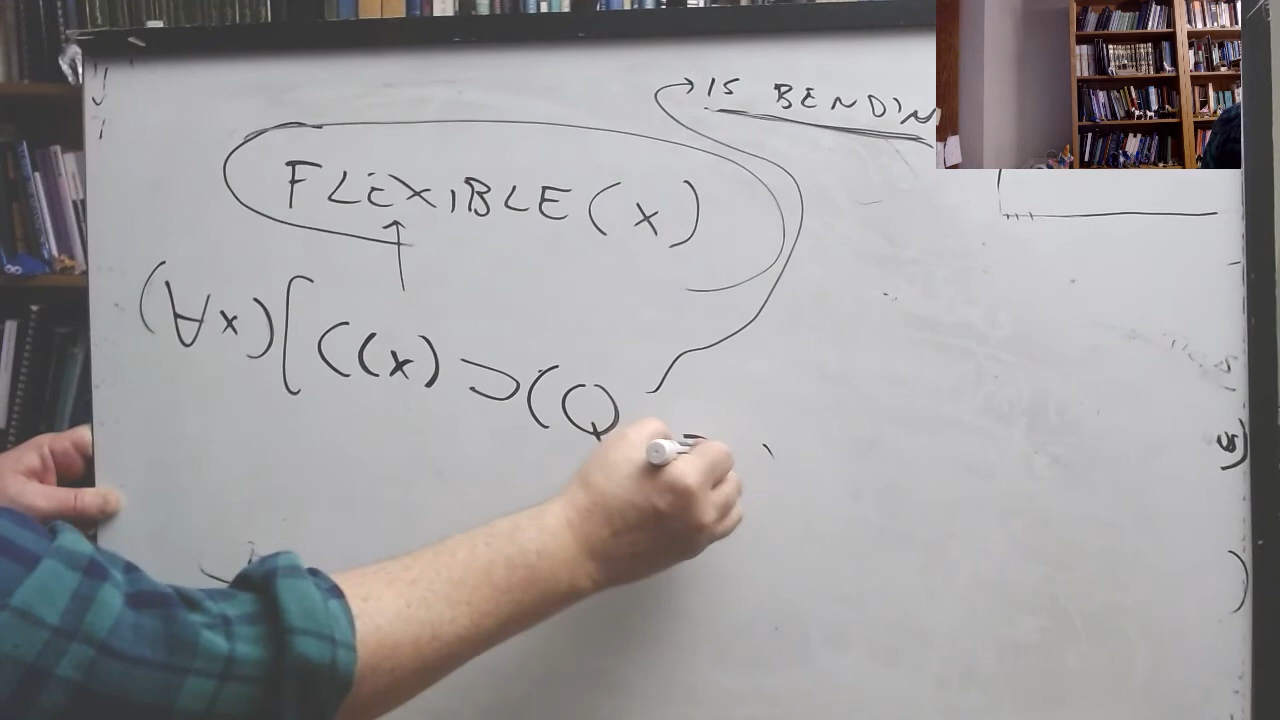 IS BENDIN
FLEXIBLE(x)
(∀x)[C(x) ⊃ (Q